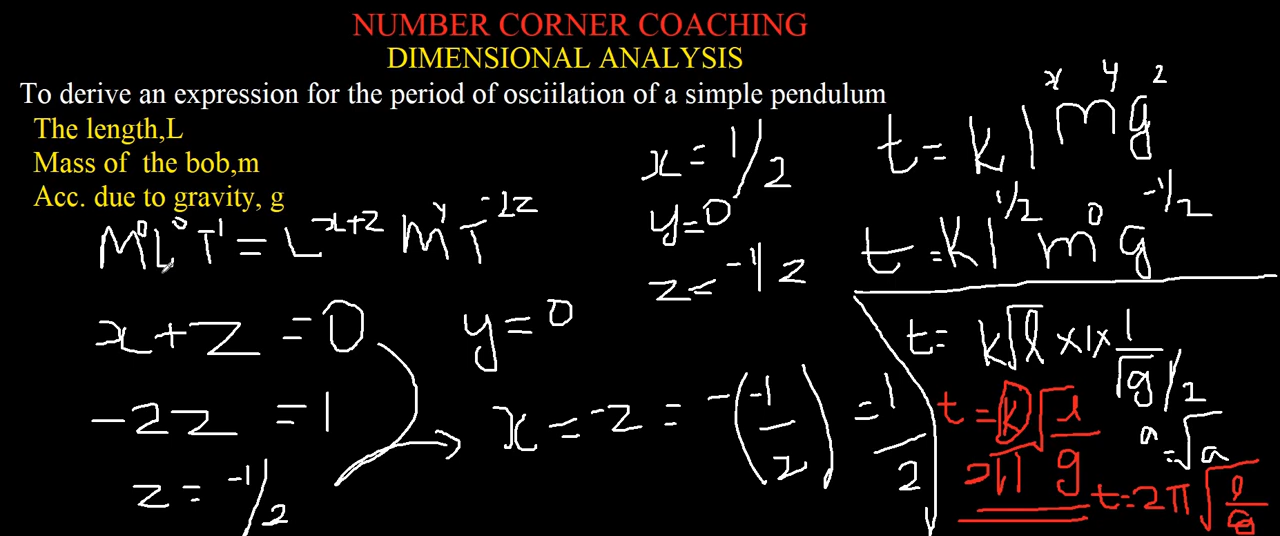 NUMBER CORNER COACHING
DIMENSIONAL ANALYSIS
To derive an expression for the period of osciilation of a simple pendulum
The length,L
Mass of the bob,m
Acc. due to gravity, g
t = k l^x m^y g^z
x = 1/2
y = 0
z = -1/2
t = k l^1/2 m^0 g^-1/2
M^0 L^0 T^1 = L^x+z M^y T^-2z
x + z = 0
y = 0
-2z = 1
x = -z = -(-1/2) = 1/2
z = -1/2
t = k√l × 1 × 1/√g
a^1/2 = √a
t = k√l/g
2π
t = 2π√l/g